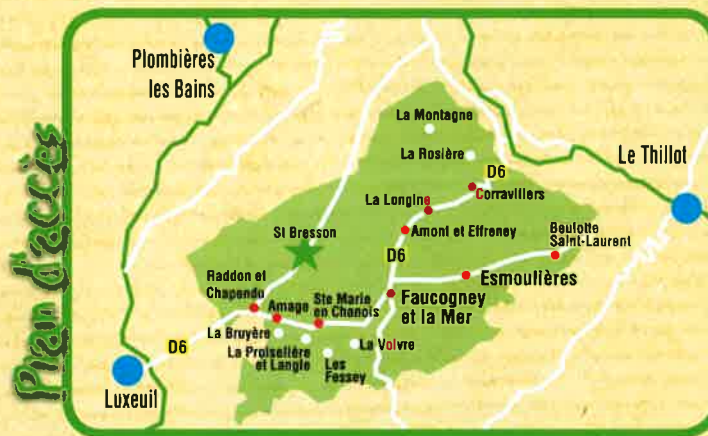 Plan d'accès
Plombières
les Bains
La Montagne
La Rosière
Le Thillot
D6
Corravillers
La Longine
Beulotte
Saint-Laurent
St Bresson
Amont et Effreney
D6
Esmoulières
Raddon et
Chapendu
Amage
Ste Marie
en Chanois
Faucogney
et la Mer
La Bruyère
D6
La Proiselière
et Langle
La Voivre
Les
Fessey
Luxeuil